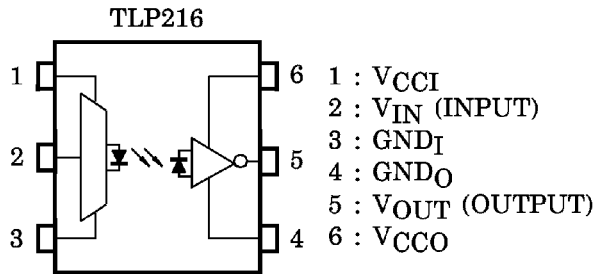 TLP216
1
2
3
6
5
4
1 : VCCI
2 : VIN (INPUT)
3 : GNDI
4 : GNDO
5 : VOUT (OUTPUT)
6 : VCCO